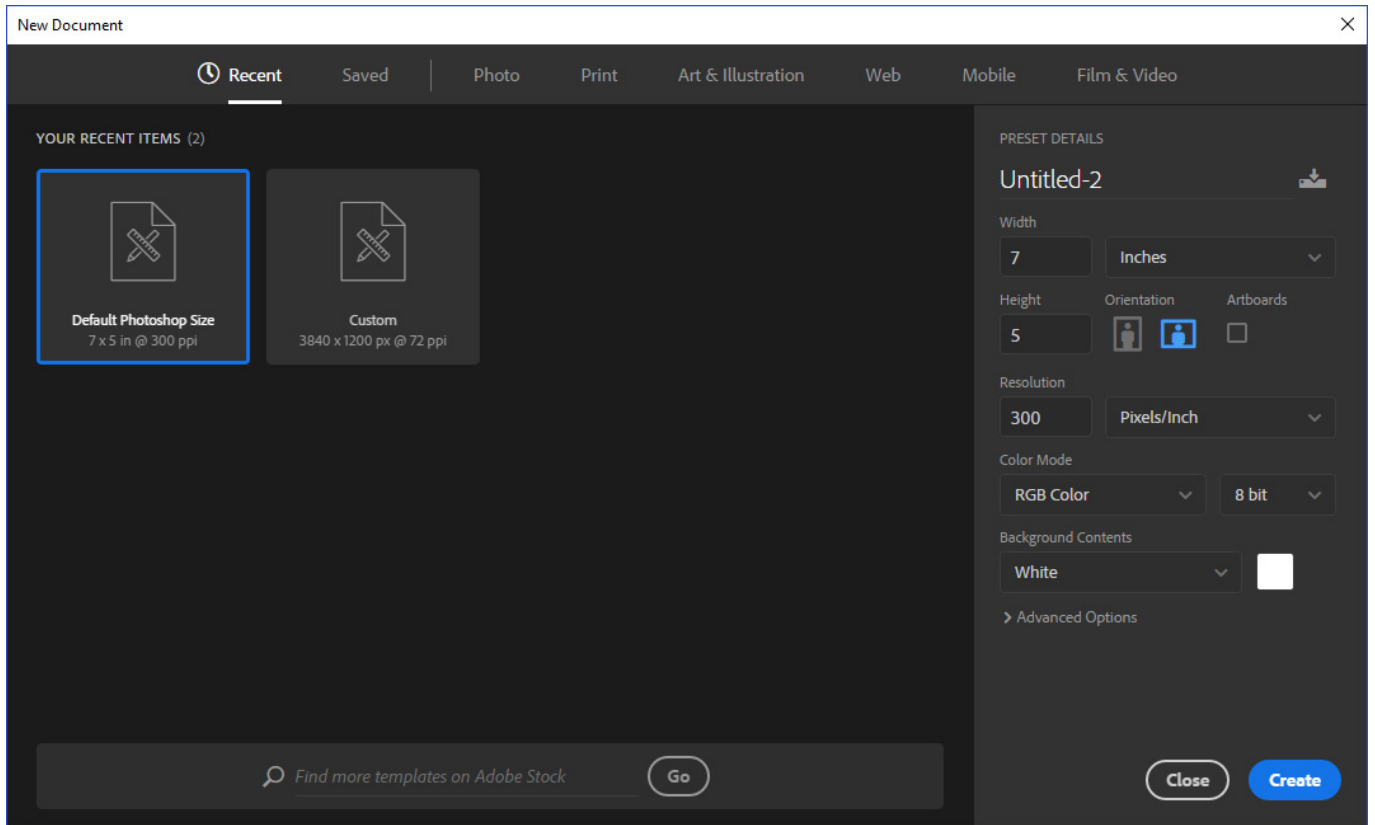 New Document
Recent Saved Photo Print Art & Illustration Web Mobile Film & Video
YOUR RECENT ITEMS (2)
Default Photoshop Size
7 x 5 in @ 300 ppi
Custom
3840 x 1200 px @ 72 ppi
Find more templates on Adobe Stock
Go
PRESET DETAILS
Untitled-2
Width
7 Inches
Height Orientation Artboards
5
Resolution
300 Pixels/Inch
Color Mode
RGB Color 8 bit
Background Contents
White
Advanced Options
Close Create